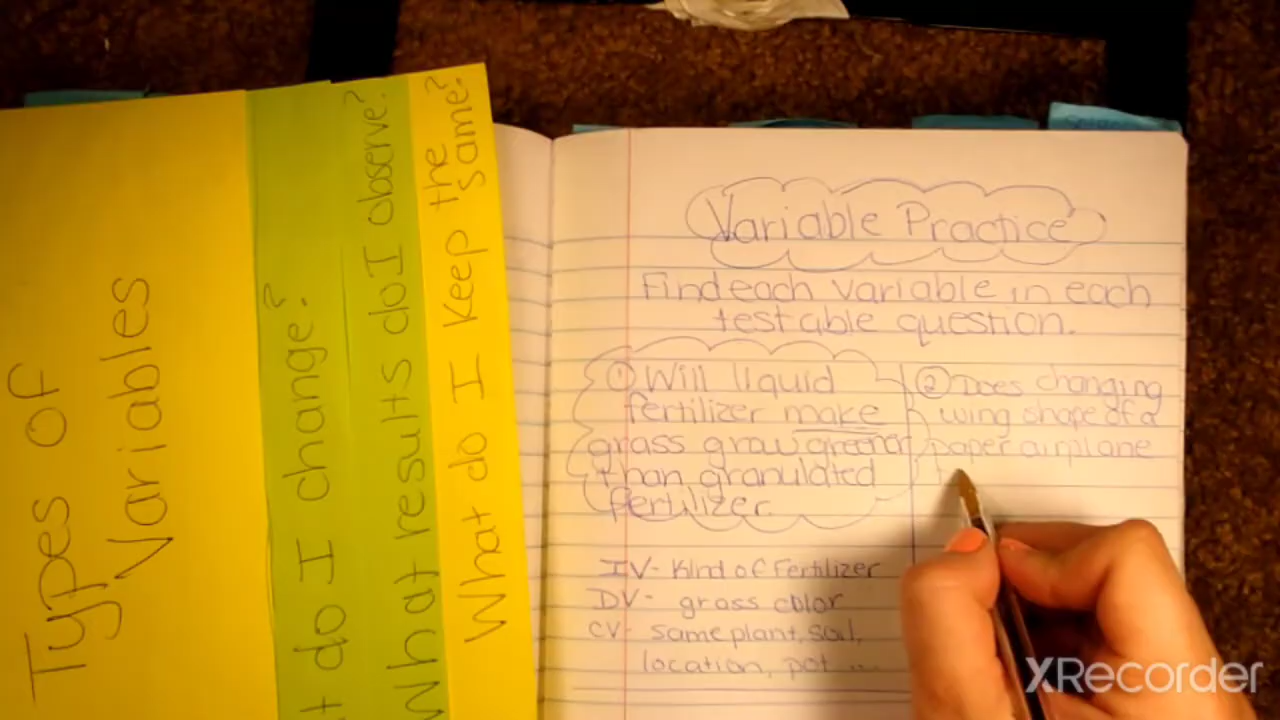 Types of
Variables
t do I change?
What results do I observe?
What do I keep the
same?
Variable Practice
Find each variable in each
testable question.
① Will liquid
fertilizer make
grass grow greener
than granulated
fertilizer.
② Does changing
wing shape of a
paper airplane
IV- Kind of Fertilizer
DV- grass color
CV- same plant, soil,
location, pot ...
XRecorder